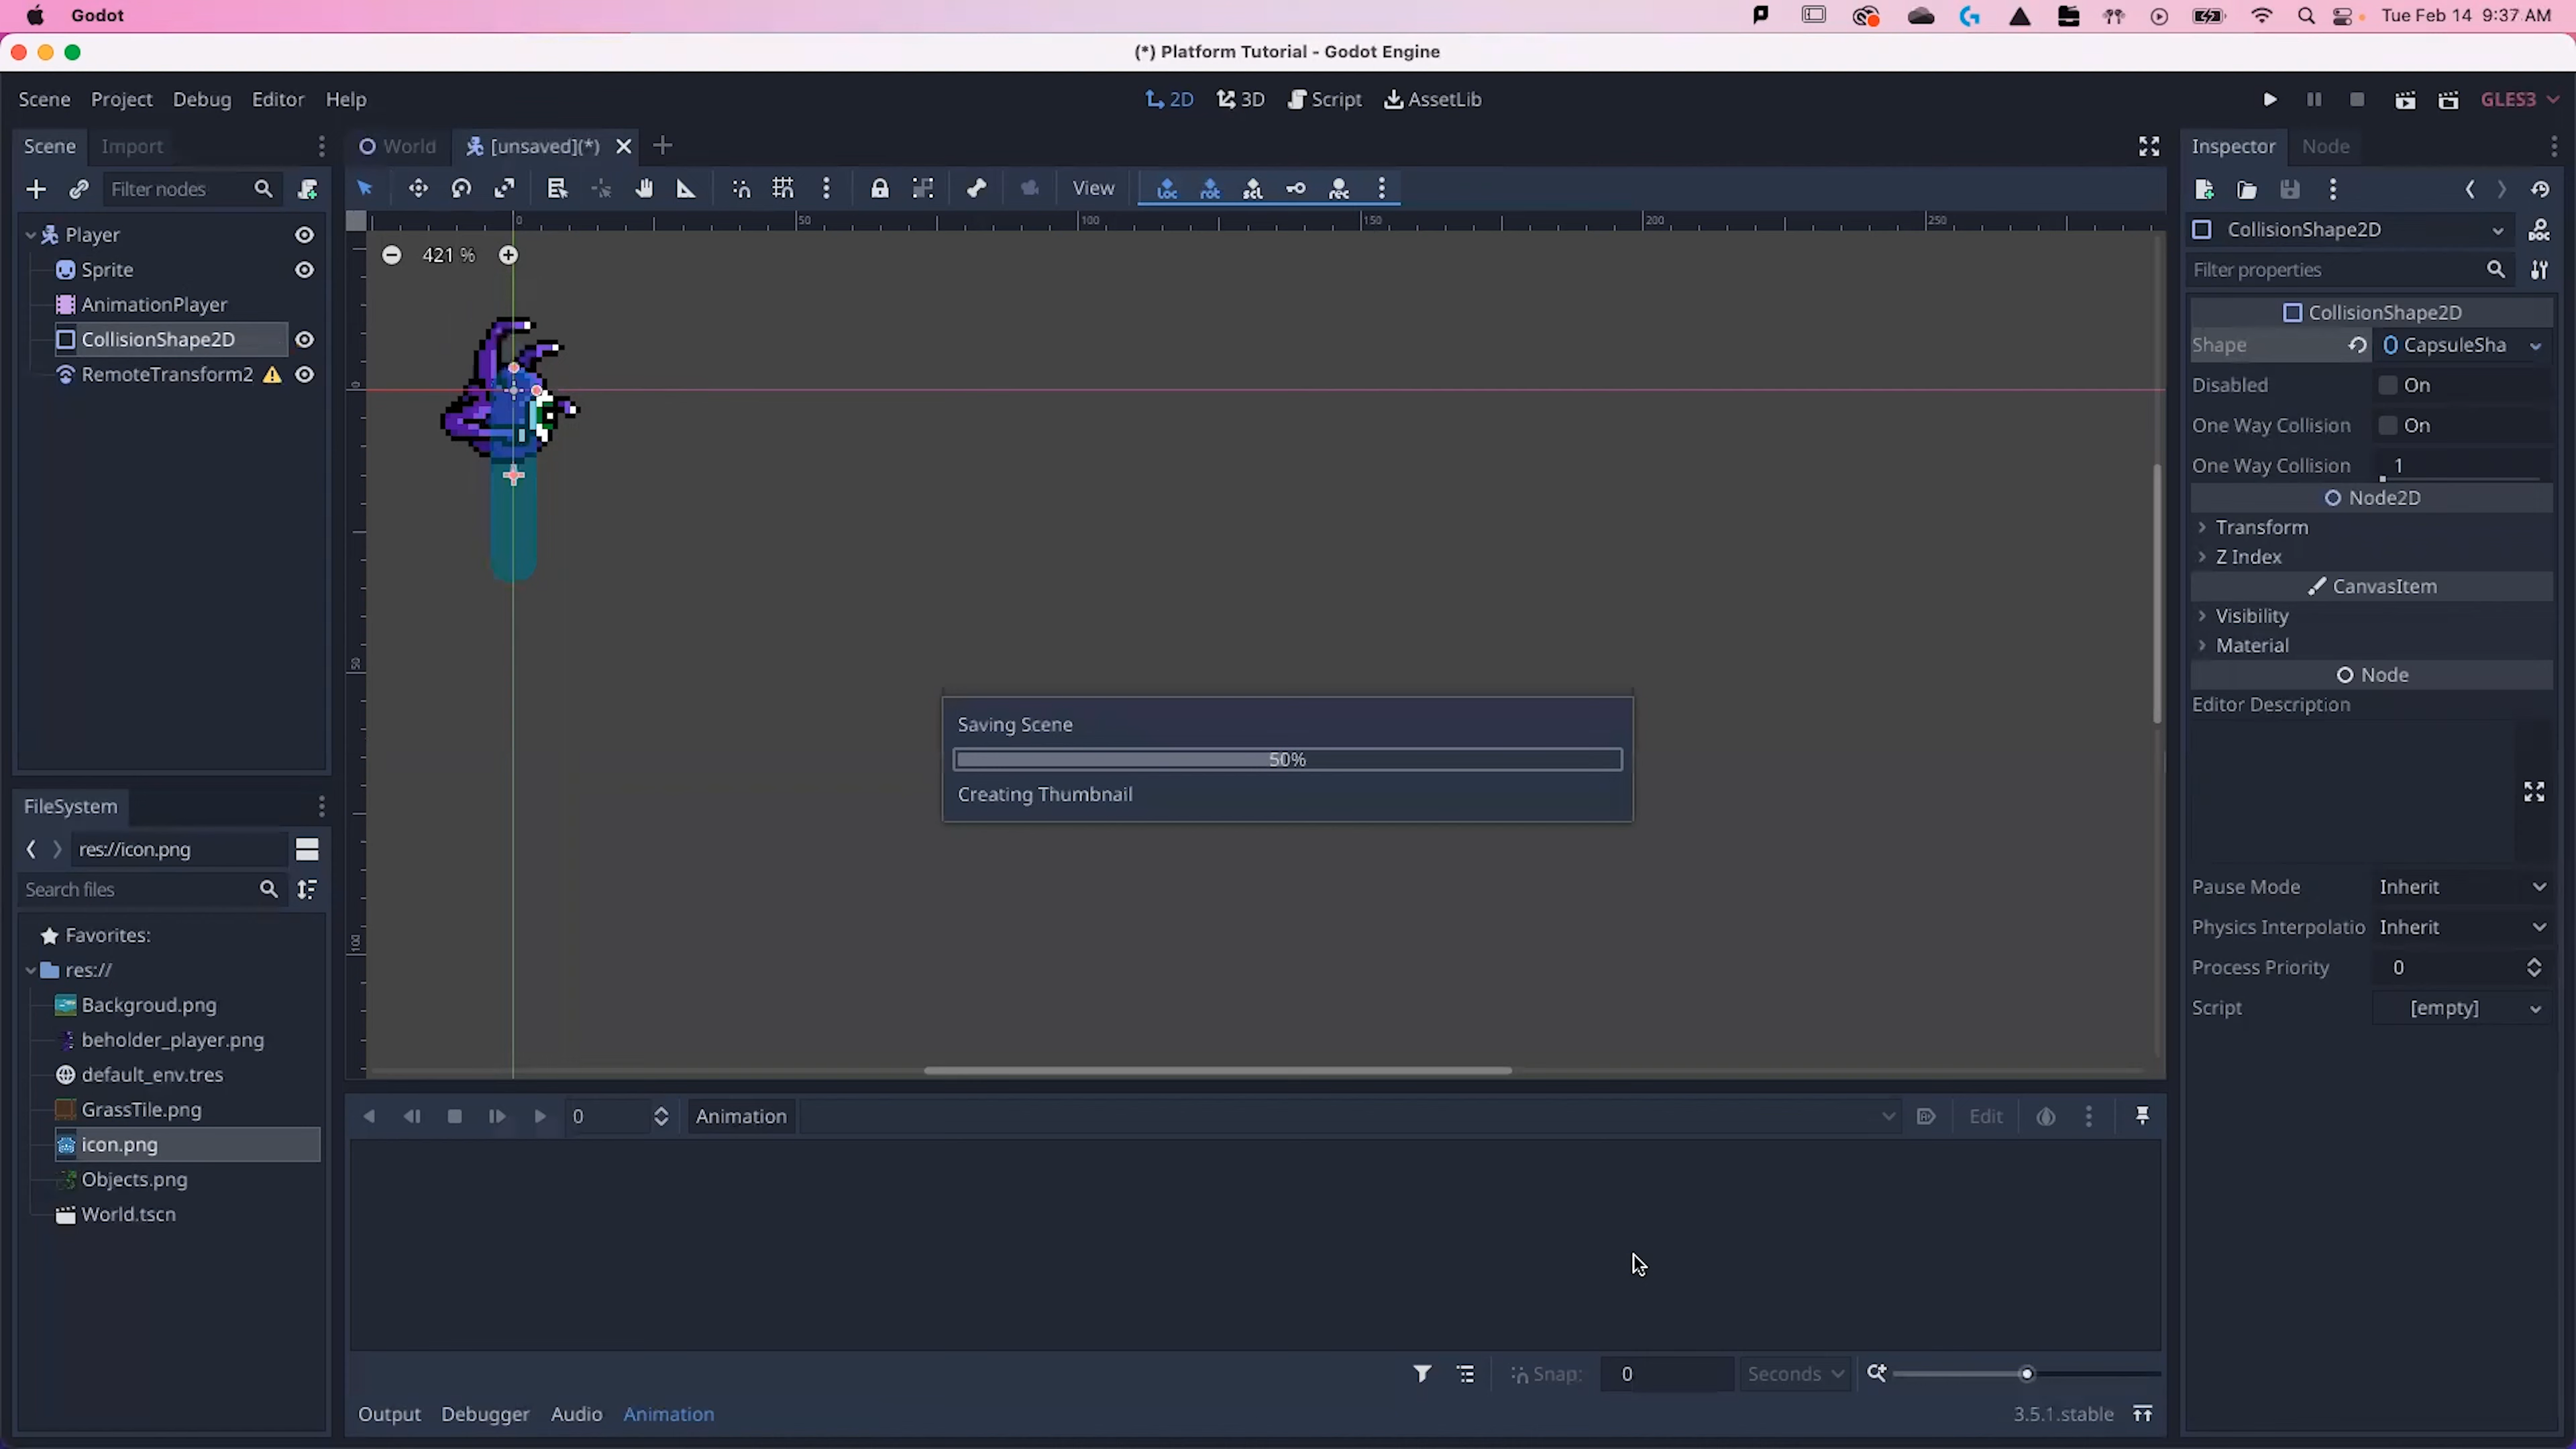 Godot
Tue Feb 14 9:37 AM
(*) Platform Tutorial - Godot Engine
Scene Project Debug Editor Help
2D 3D Script AssetLib
GLES3
Scene Import
World [unsaved](*)
Inspector Node
Filter nodes
View
Player
Sprite
AnimationPlayer
CollisionShape2D
RemoteTransform2
0 50 100 150 200 250
421 %
0
50
100
Saving Scene
50%
Creating Thumbnail
CollisionShape2D
Filter properties
CollisionShape2D
Shape CapsuleSha
Disabled On
One Way Collision On
One Way Collision 1
Node2D
Transform
Z Index
CanvasItem
Visibility
Material
Node
Editor Description
Pause Mode Inherit
Physics Interpolatio Inherit
Process Priority 0
Script [empty]
FileSystem
res://icon.png
Search files
Favorites:
res://
Backgroud.png
beholder_player.png
default_env.tres
GrassTile.png
icon.png
Objects.png
World.tscn
0 Animation Edit
Snap: 0 Seconds
Output Debugger Audio Animation
3.5.1.stable